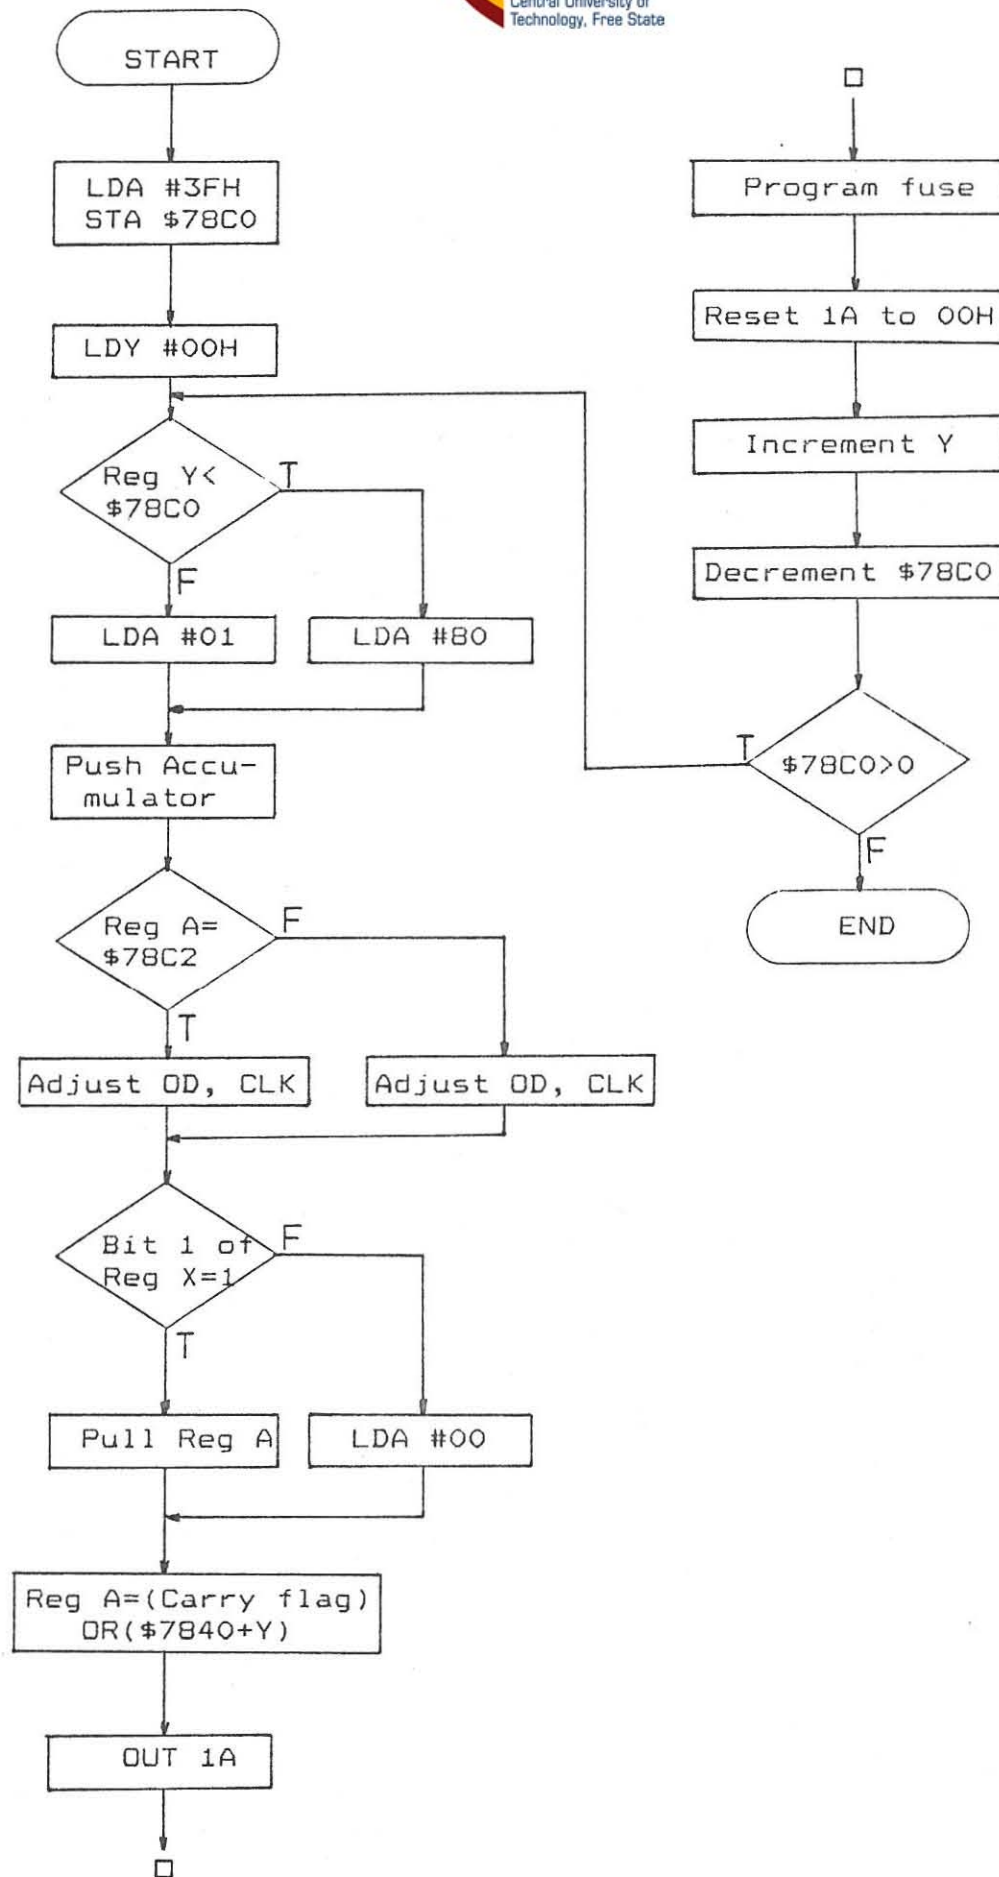 Central University of
Technology, Free State
START
LDA #3FH
STA $78C0
LDY #00H
Reg Y<
$78C0
T
F
LDA #01
LDA #80
Push Accu-
mulator
Reg A=
$78C2
F
T
Adjust OD, CLK
Adjust OD, CLK
Bit 1 of
Reg X=1
F
T
Pull Reg A
LDA #00
Reg A=(Carry flag)
OR($7840+Y)
OUT 1A
Program fuse
Reset 1A to 00H
Increment Y
Decrement $78C0
$78C0>0
T
F
END